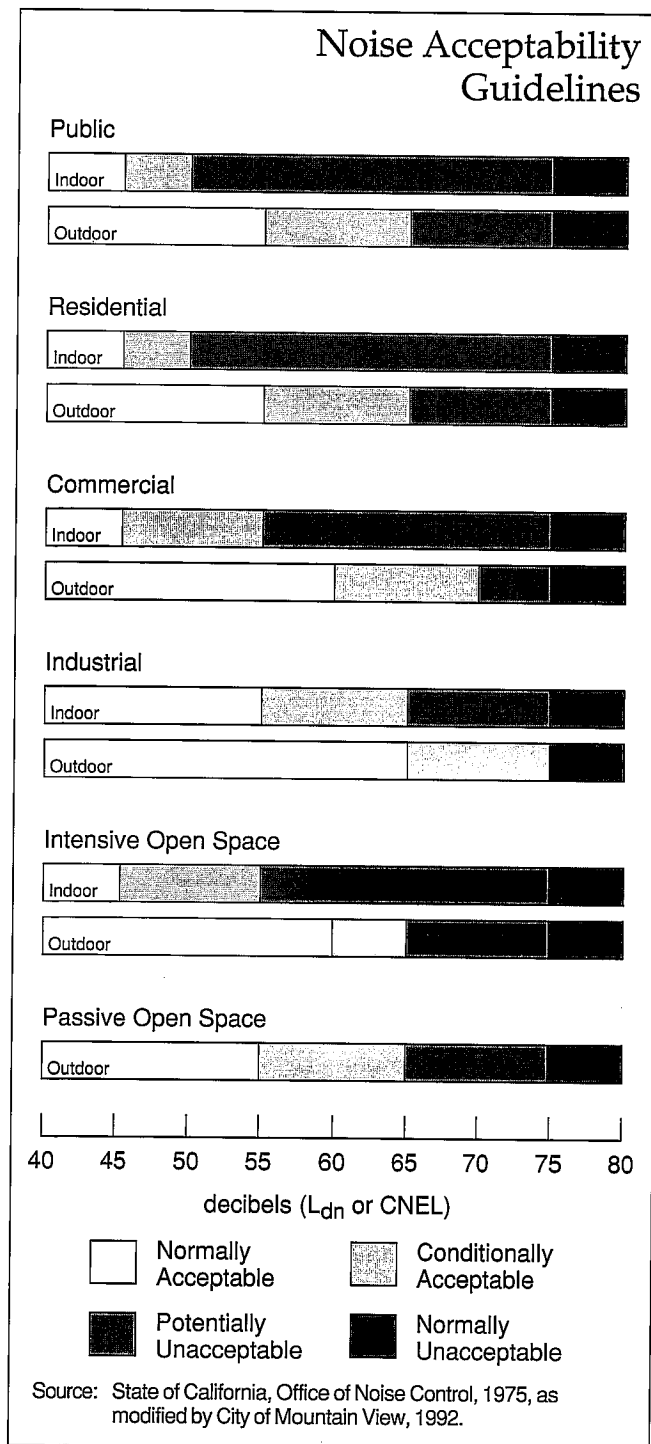 Noise Acceptability
Guidelines
Public
Indoor
Outdoor
Residential
Indoor
Outdoor
Commercial
Indoor
Outdoor
Industrial
Indoor
Outdoor
Intensive Open Space
Indoor
Outdoor
Passive Open Space
Outdoor
40 45 50 55 60 65 70 75 80
decibels (Ldn or CNEL)
Normally
Acceptable
Conditionally
Acceptable
Potentially
Unacceptable
Normally
Unacceptable
Source: State of California, Office of Noise Control, 1975, as
modified by City of Mountain View, 1992.